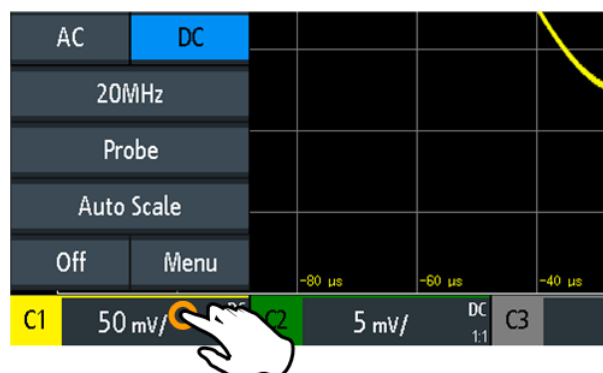 AC DC
20MHz
Probe
Auto Scale
Off Menu
-80 µs -60 µs -40 µs
C1 50 mV/ C2 5 mV/ DC 1:1 C3